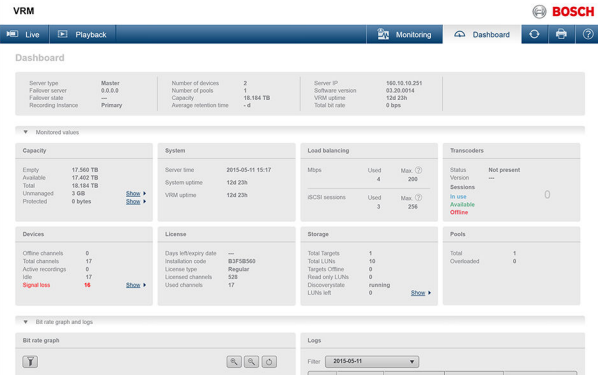 VRM
BOSCH
Live Playback Monitoring Dashboard
Dashboard
Server type Master Number of devices 2 Server IP 160.10.10.251
Failover server 0.0.0.0 Number of pools 1 Software version 03.20.0014
Failover state --- Capacity 18.184 TB VRM uptime 12d 23h
Recording instance Primary Average retention time - d Total bit rate 0 bps
Monitored values
Capacity System Load balancing Transcoders
Empty 17.560 TB Server time 2015-05-11 15:17 Mbps Used Max. Status Not present
Available 17.402 TB System uptime 12d 23h 4 200 Version ---
Total 18.184 TB Sessions
Unmanaged 3 GB Show VRM uptime 12d 23h iSCSI sessions Used Max. In use 0
Protected 0 bytes Show 3 256 Available
Offline
Devices License Storage Pools
Offline channels 0 Days left/expiry date --- Total Targets 1 Total 1
Total channels 17 Installation code B3F5B560 Total LUNs 10 Overloaded 0
Active recordings 0 License type Regular Targets Offline 0
Idle 17 Licensed channels 528 Read only LUNs 0
Signal loss 16 Show Used channels 17 Discoverystate running
LUNs left 0 Show
Bit rate graph and logs
Bit rate graph Logs
Filter 2015-05-11